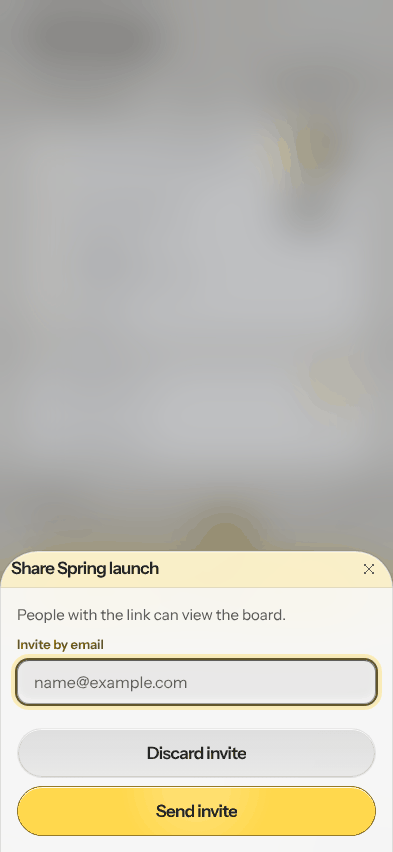 Share Spring launch
People with the link can view the board.
Invite by email
name@example.com
Discard invite
Send invite